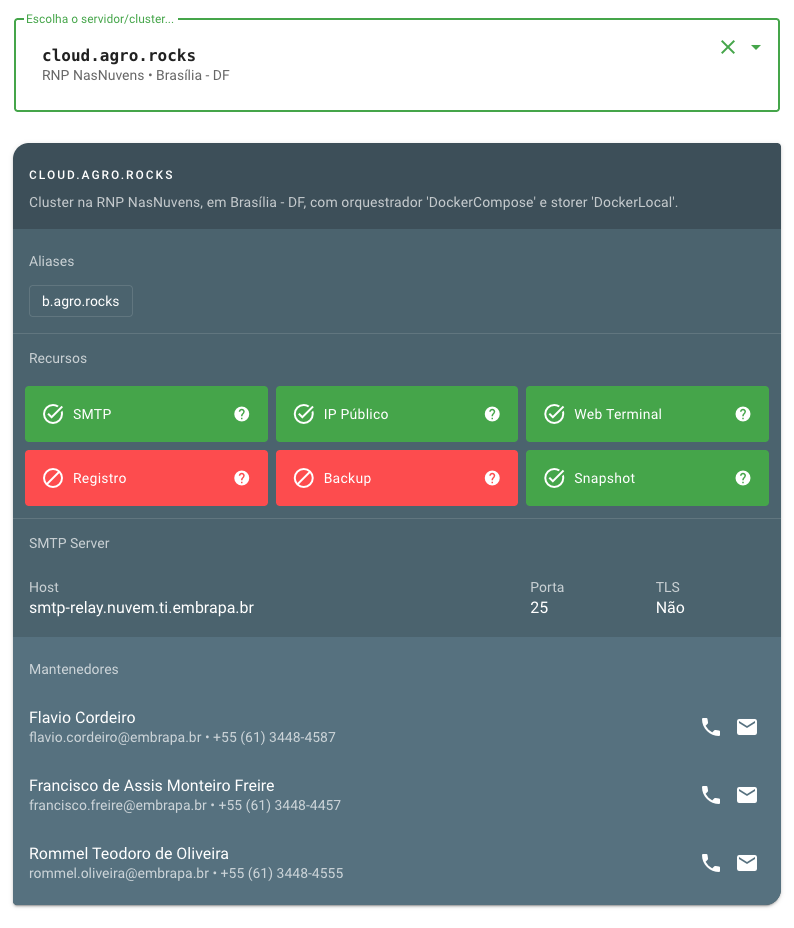 Escolha o servidor/cluster...
cloud.agro.rocks
RNP NasNuvens • Brasília - DF
CLOUD.AGRO.ROCKS
Cluster na RNP NasNuvens, em Brasília - DF, com orquestrador 'DockerCompose' e storer 'DockerLocal'.
Aliases
b.agro.rocks
Recursos
SMTP
IP Público
Web Terminal
Registro
Backup
Snapshot
SMTP Server
Host Porta TLS
smtp-relay.nuvem.ti.embrapa.br 25 Não
Mantenedores
Flavio Cordeiro
flavio.cordeiro@embrapa.br • +55 (61) 3448-4587
Francisco de Assis Monteiro Freire
francisco.freire@embrapa.br • +55 (61) 3448-4457
Rommel Teodoro de Oliveira
rommel.oliveira@embrapa.br • +55 (61) 3448-4555